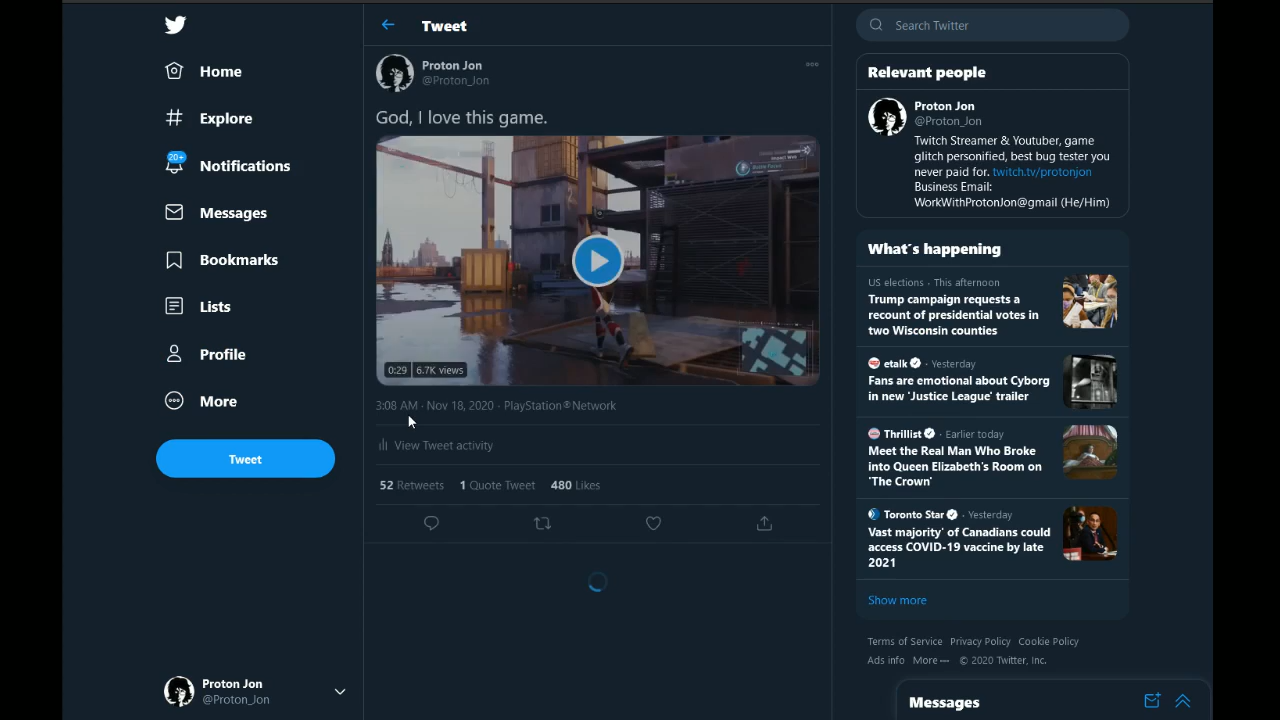 Home
Explore
20+
Notifications
Messages
Bookmarks
Lists
Profile
More
Tweet
Proton Jon
@Proton_Jon
Tweet
Proton Jon
@Proton_Jon
God, I love this game.
0:29 6.7K views
3:08 AM · Nov 18, 2020 · PlayStation®Network
View Tweet activity
52 Retweets 1 Quote Tweet 480 Likes
Search Twitter
Relevant people
Proton Jon
@Proton_Jon
Twitch Streamer & Youtuber, game
glitch personified, best bug tester you
never paid for. twitch.tv/protonjon
Business Email:
WorkWithProtonJon@gmail (He/Him)
What's happening
US elections · This afternoon
Trump campaign requests a
recount of presidential votes in
two Wisconsin counties
etalk · Yesterday
Fans are emotional about Cyborg
in new 'Justice League' trailer
Thrillist · Earlier today
Meet the Real Man Who Broke
into Queen Elizabeth's Room on
'The Crown'
Toronto Star · Yesterday
Vast majority' of Canadians could
access COVID-19 vaccine by late
2021
Show more
Terms of Service Privacy Policy Cookie Policy
Ads info More ··· © 2020 Twitter, Inc.
Messages